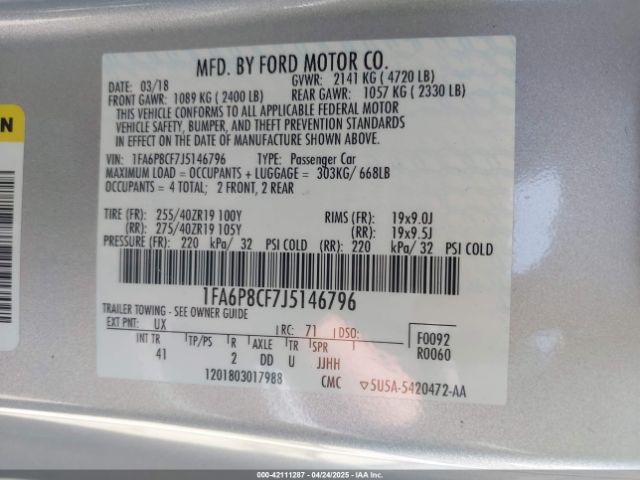 MFD. BY FORD MOTOR CO.
DATE: 03/18 GVWR: 2141 KG ( 4720 LB)
FRONT GAWR: 1089 KG ( 2400 LB) REAR GAWR: 1057 KG ( 2330 LB)
THIS VEHICLE CONFORMS TO ALL APPLICABLE FEDERAL MOTOR
VEHICLE SAFETY, BUMPER, AND THEFT PREVENTION STANDARDS
IN EFFECT ON THE DATE OF MANUFACTURE SHOWN ABOVE.
VIN: 1FA6P8CF7J5146796 TYPE: Passenger Car
MAXIMUM LOAD = OCCUPANTS + LUGGAGE = 303KG/ 668LB
OCCUPANTS = 4 TOTAL; 2 FRONT, 2 REAR
TIRE (FR): 255/40ZR19 100Y RIMS (FR): 19x9.0J
(RR): 275/40ZR19 105Y (RR): 19x9.5J
PRESSURE (FR): 220 kPa/ 32 PSI COLD (RR): 220 kPa/ 32 PSI COLD
1FA6P8CF7J5146796
TRAILER TOWING - SEE OWNER GUIDE
EXT PNT: UX RC: 71 DSO: F0092
INT TR TP/PS R AXLE TR SPR R0060
41 2 DD U JJHH
1201803017988 CMC ▽SU5A-5420472-AA
000-42111287 - 04/24/2025 - IAA Inc.